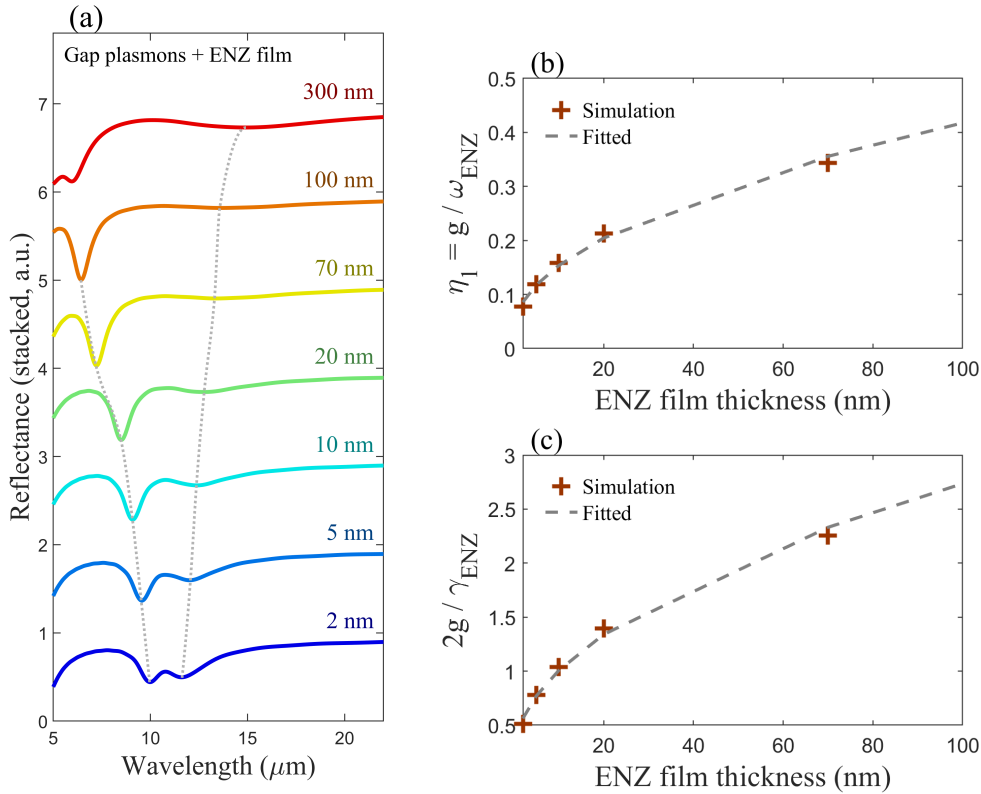 (a)
Gap plasmons + ENZ film
300 nm
100 nm
70 nm
20 nm
10 nm
5 nm
2 nm
7
6
5
4
3
2
1
0
5
10
15
20
Reflectance (stacked, a.u.)
Wavelength (μm)
(b)
0.5
0.4
0.3
0.2
0.1
0
Simulation
Fitted
η1 = g / ωENZ
20
40
60
80
100
ENZ film thickness (nm)
(c)
3
2.5
2
1.5
1
0.5
Simulation
Fitted
2g / γENZ
20
40
60
80
100
ENZ film thickness (nm)